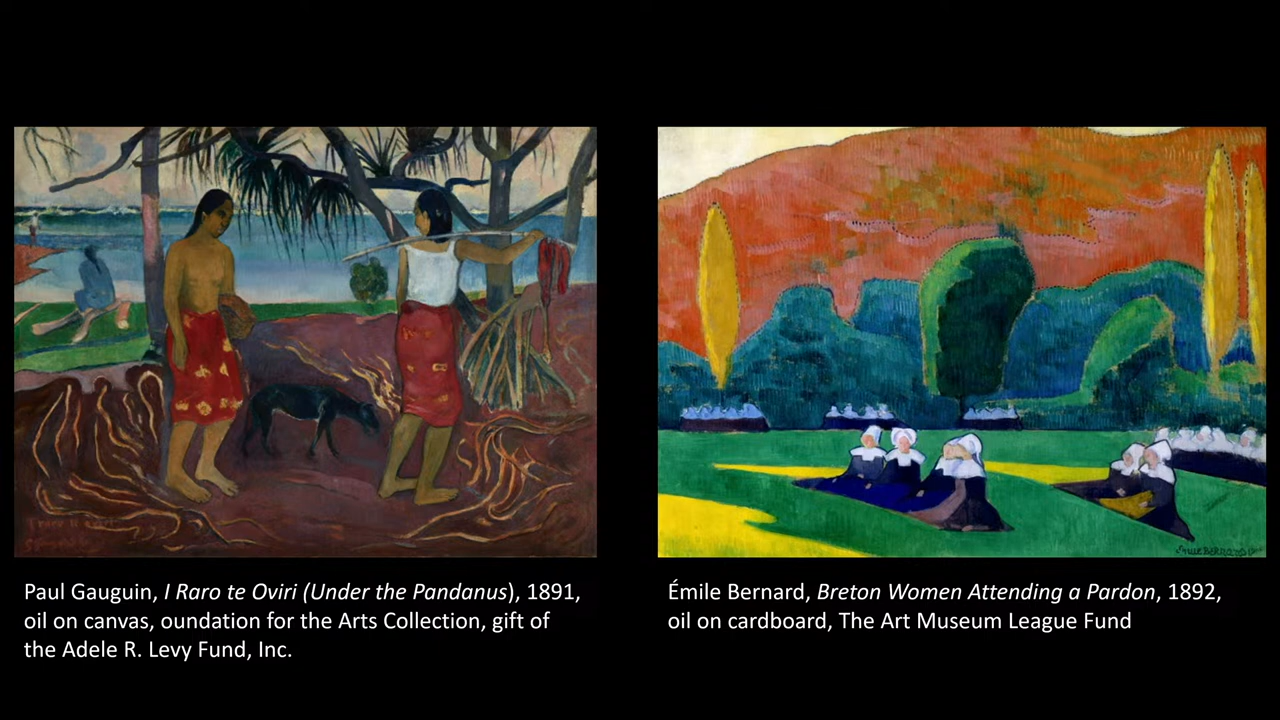 Paul Gauguin, I Raro te Oviri (Under the Pandanus), 1891,
oil on canvas, oundation for the Arts Collection, gift of
the Adele R. Levy Fund, Inc.
Émile Bernard, Breton Women Attending a Pardon, 1892,
oil on cardboard, The Art Museum League Fund